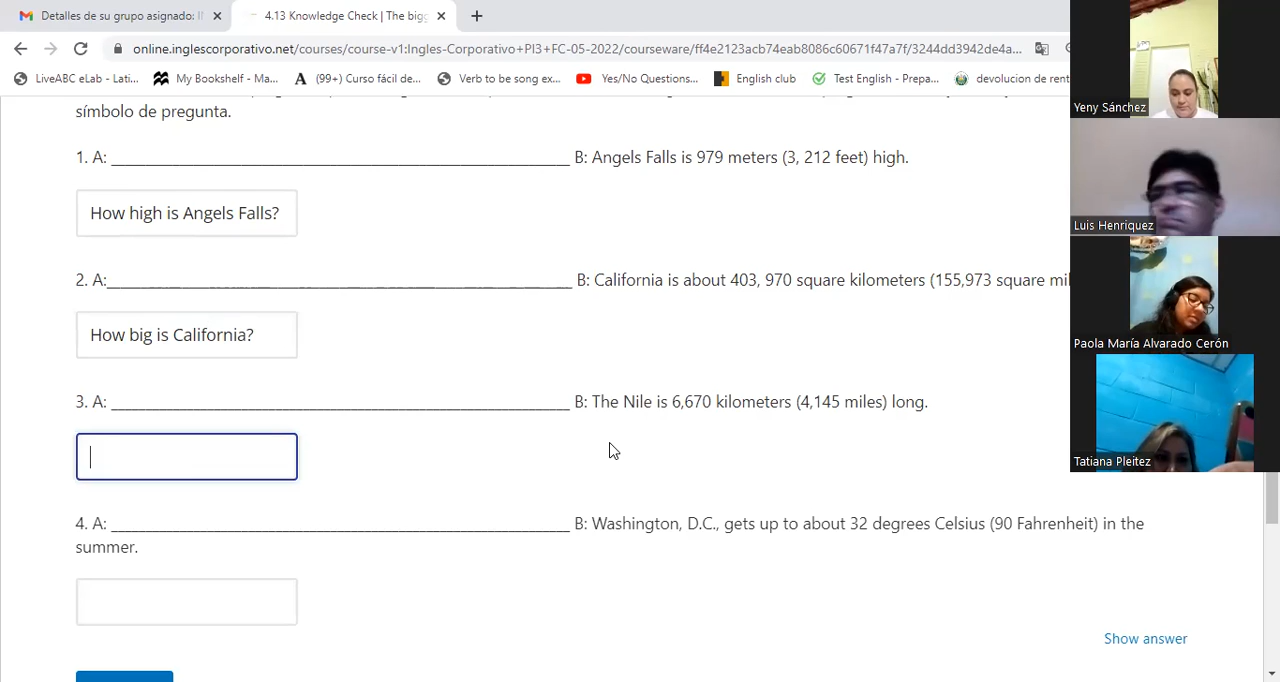 Detalles de su grupo asignado: I
4.13 Knowledge Check | The bigg
online.inglescorporativo.net/courses/course-v1:Ingles-Corporativo+PI3+FC-05-2022/courseware/ff4e2123acb74eab8086c60671f47a7f/3244dd3942de4a...
LiveABC eLab - Lati...
My Bookshelf - Ma...
(99+) Curso fácil de...
Verb to be song ex...
Yes/No Questions...
English club
Test English - Prepa...
devolucion de rent
símbolo de pregunta.
1. A: ______________________ B: Angels Falls is 979 meters (3, 212 feet) high.
How high is Angels Falls?
2. A:______________________ B: California is about 403, 970 square kilometers (155,973 square mil
How big is California?
3. A: ______________________ B: The Nile is 6,670 kilometers (4,145 miles) long.
4. A: ______________________ B: Washington, D.C., gets up to about 32 degrees Celsius (90 Fahrenheit) in the
summer.
Show answer
Yeny Sánchez
Luis Henriquez
Paola María Alvarado Cerón
Tatiana Pleitez